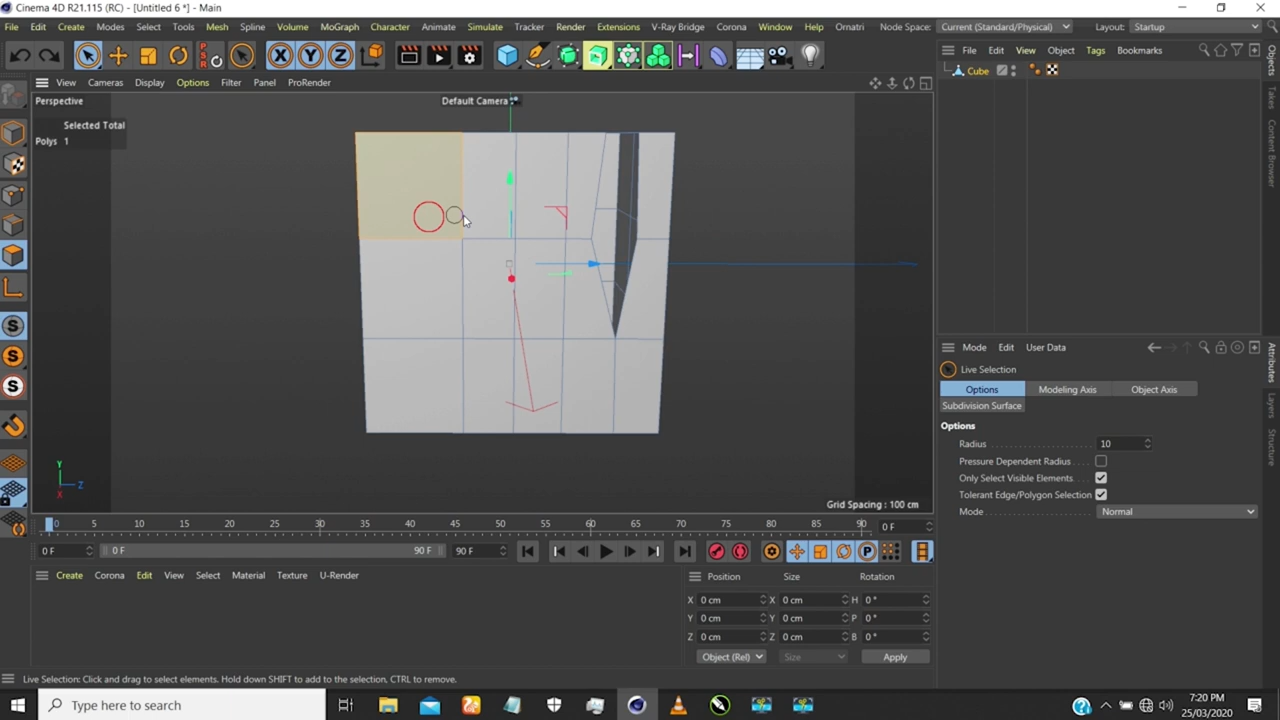 Cinema 4D R21.115 (RC) - [Untitled 6 *] - Main
File Edit Create Modes Select Tools Mesh Spline Volume MoGraph Character Animate Simulate Tracker Render Extensions V-Ray Bridge Corona Window Help Ornatri Node Space: Current (Standard/Physical) Layout: Startup
PSR X Y Z
View Cameras Display Options Filter Panel ProRender
File Edit View Object Tags Bookmarks
Perspective Default Camera
Cube
Selected Total
Polys 1
Objects
Takes
Content Browser
Mode Edit User Data
Live Selection
Options Modeling Axis Object Axis
Subdivision Surface
Options
Radius 10
Pressure Dependent Radius
Only Select Visible Elements
Tolerant Edge/Polygon Selection
Mode Normal
Attributes
Layers
Structure
S
S
S
Y
Z
X
Grid Spacing : 100 cm
0 5 10 15 20 25 30 35 40 45 50 55 60 65 70 75 80 85 90 0 F
0 F 0 F 90 F 90 F P
Create Corona Edit View Select Material Texture U-Render
Position Size Rotation
X 0 cm X 0 cm H 0 °
Y 0 cm Y 0 cm P 0 °
Z 0 cm Z 0 cm B 0 °
Object (Rel) Size Apply
Live Selection: Click and drag to select elements. Hold down SHIFT to add to the selection, CTRL to remove.
Type here to search
7:20 PM
25/03/2020